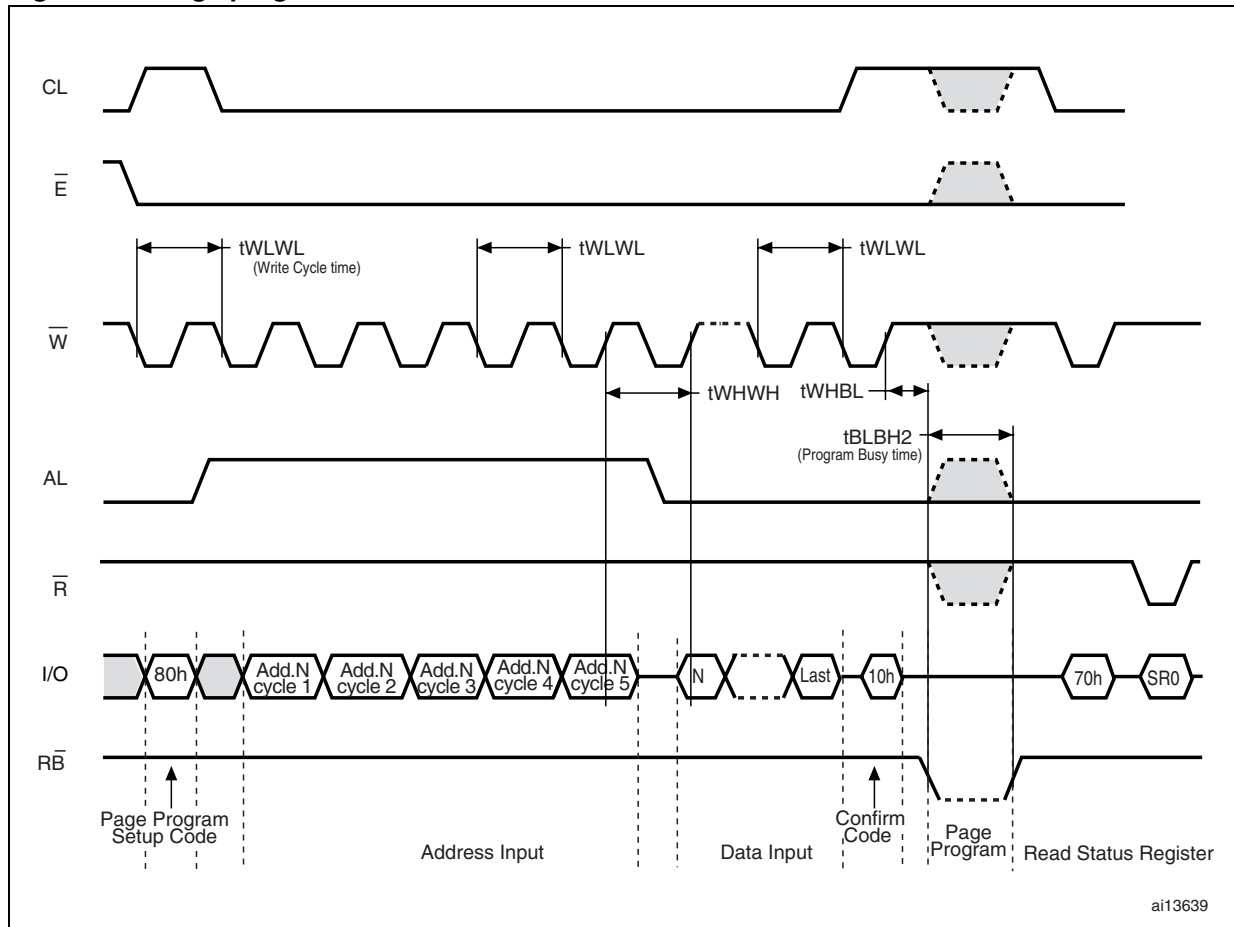 CL
E̅
tWLWL
(Write Cycle time)
tWLWL
tWLWL
W̅
tWHWH
tWHBL
tBLBH2
(Program Busy time)
AL
R̅
I/O
80h
Add.N
cycle 1
Add.N
cycle 2
Add.N
cycle 3
Add.N
cycle 4
Add.N
cycle 5
N
Last
10h
70h
SR0
RB̅
Page Program
Setup Code
Address Input
Data Input
Confirm
Code
Page
Program
Read Status Register
ai13639